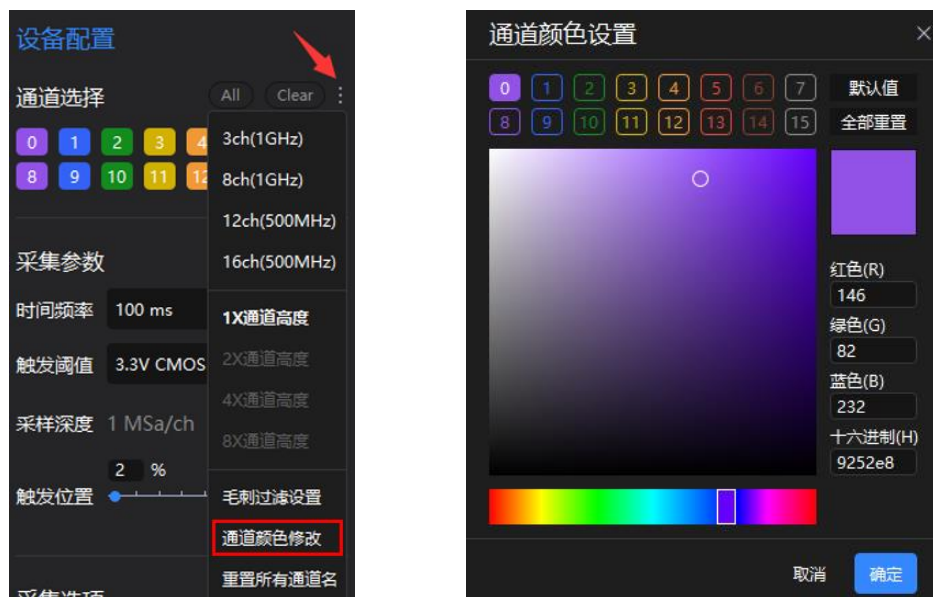 设备配置
通道选择
All Clear
0 1 2 3 4
8 9 10 11 12
采集参数
时间频率 100 ms
触发阈值 3.3V CMOS
采样深度 1 MSa/ch
2 %
触发位置
3ch(1GHz)
8ch(1GHz)
12ch(500MHz)
16ch(500MHz)
1X通道高度
2X通道高度
4X通道高度
8X通道高度
毛刺过滤设置
通道颜色修改
重置所有通道名
通道颜色设置
0 1 2 3 4 5 6 7 默认值
8 9 10 11 12 13 14 15 全部重置
红色(R)
146
绿色(G)
82
蓝色(B)
232
十六进制(H)
9252e8
取消 确定